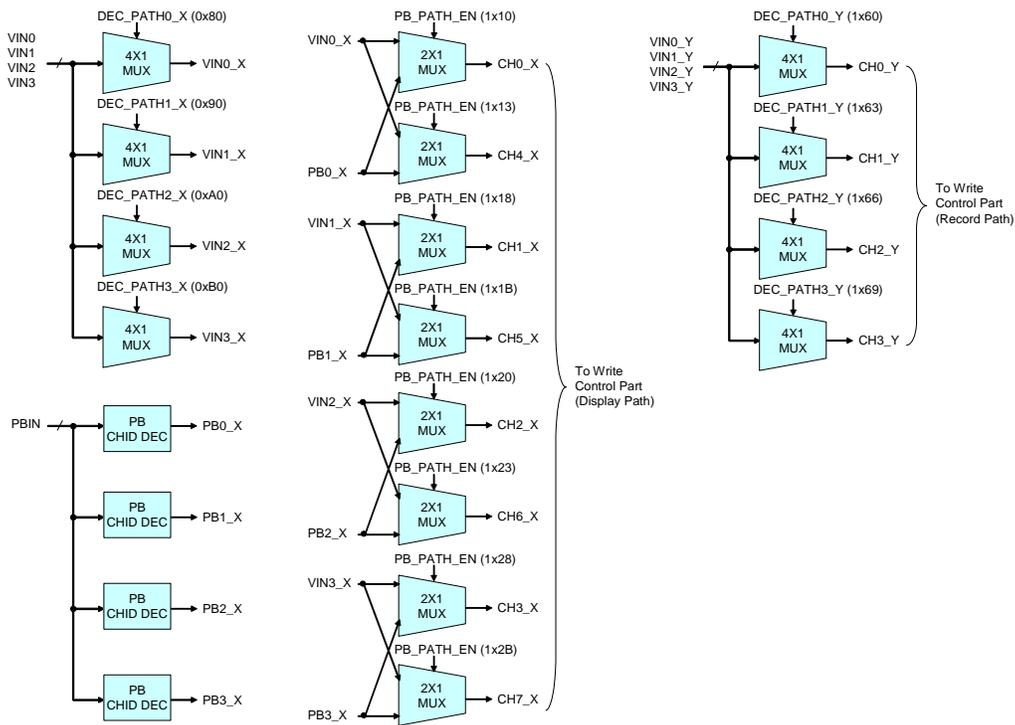 DEC_PATH0_X (0x80)
VIN0
VIN1
VIN2
VIN3
4X1
MUX
VIN0_X
DEC_PATH1_X (0x90)
4X1
MUX
VIN1_X
DEC_PATH2_X (0xA0)
4X1
MUX
VIN2_X
DEC_PATH3_X (0xB0)
4X1
MUX
VIN3_X
PBIN
PB
CHID DEC
PB0_X
PB
CHID DEC
PB1_X
PB
CHID DEC
PB2_X
PB
CHID DEC
PB3_X
PB_PATH_EN (1x10)
VIN0_X
2X1
MUX
CH0_X
PB_PATH_EN (1x13)
2X1
MUX
CH4_X
PB0_X
PB_PATH_EN (1x18)
VIN1_X
2X1
MUX
CH1_X
PB_PATH_EN (1x1B)
2X1
MUX
CH5_X
PB1_X
PB_PATH_EN (1x20)
VIN2_X
2X1
MUX
CH2_X
PB_PATH_EN (1x23)
2X1
MUX
CH6_X
PB2_X
PB_PATH_EN (1x28)
VIN3_X
2X1
MUX
CH3_X
PB_PATH_EN (1x2B)
2X1
MUX
CH7_X
PB3_X
To Write
Control Part
(Display Path)
DEC_PATH0_Y (1x60)
VIN0_Y
VIN1_Y
VIN2_Y
VIN3_Y
4X1
MUX
CH0_Y
DEC_PATH1_Y (1x63)
4X1
MUX
CH1_Y
DEC_PATH2_Y (1x66)
4X1
MUX
CH2_Y
DEC_PATH3_Y (1x69)
4X1
MUX
CH3_Y
To Write
Control Part
(Record Path)